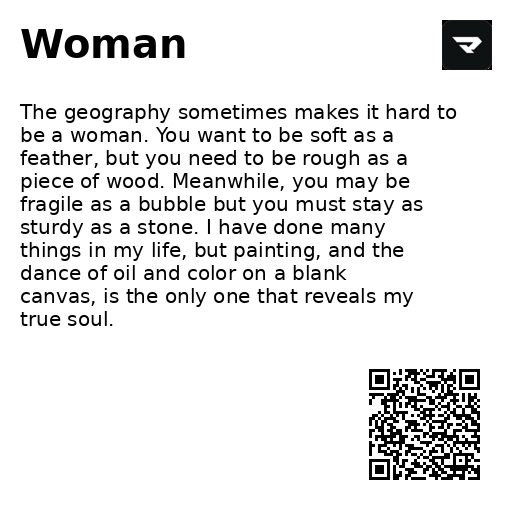 Woman
The geography sometimes makes it hard to
be a woman. You want to be soft as a
feather, but you need to be rough as a
piece of wood. Meanwhile, you may be
fragile as a bubble but you must stay as
sturdy as a stone. I have done many
things in my life, but painting, and the
dance of oil and color on a blank
canvas, is the only one that reveals my
true soul.